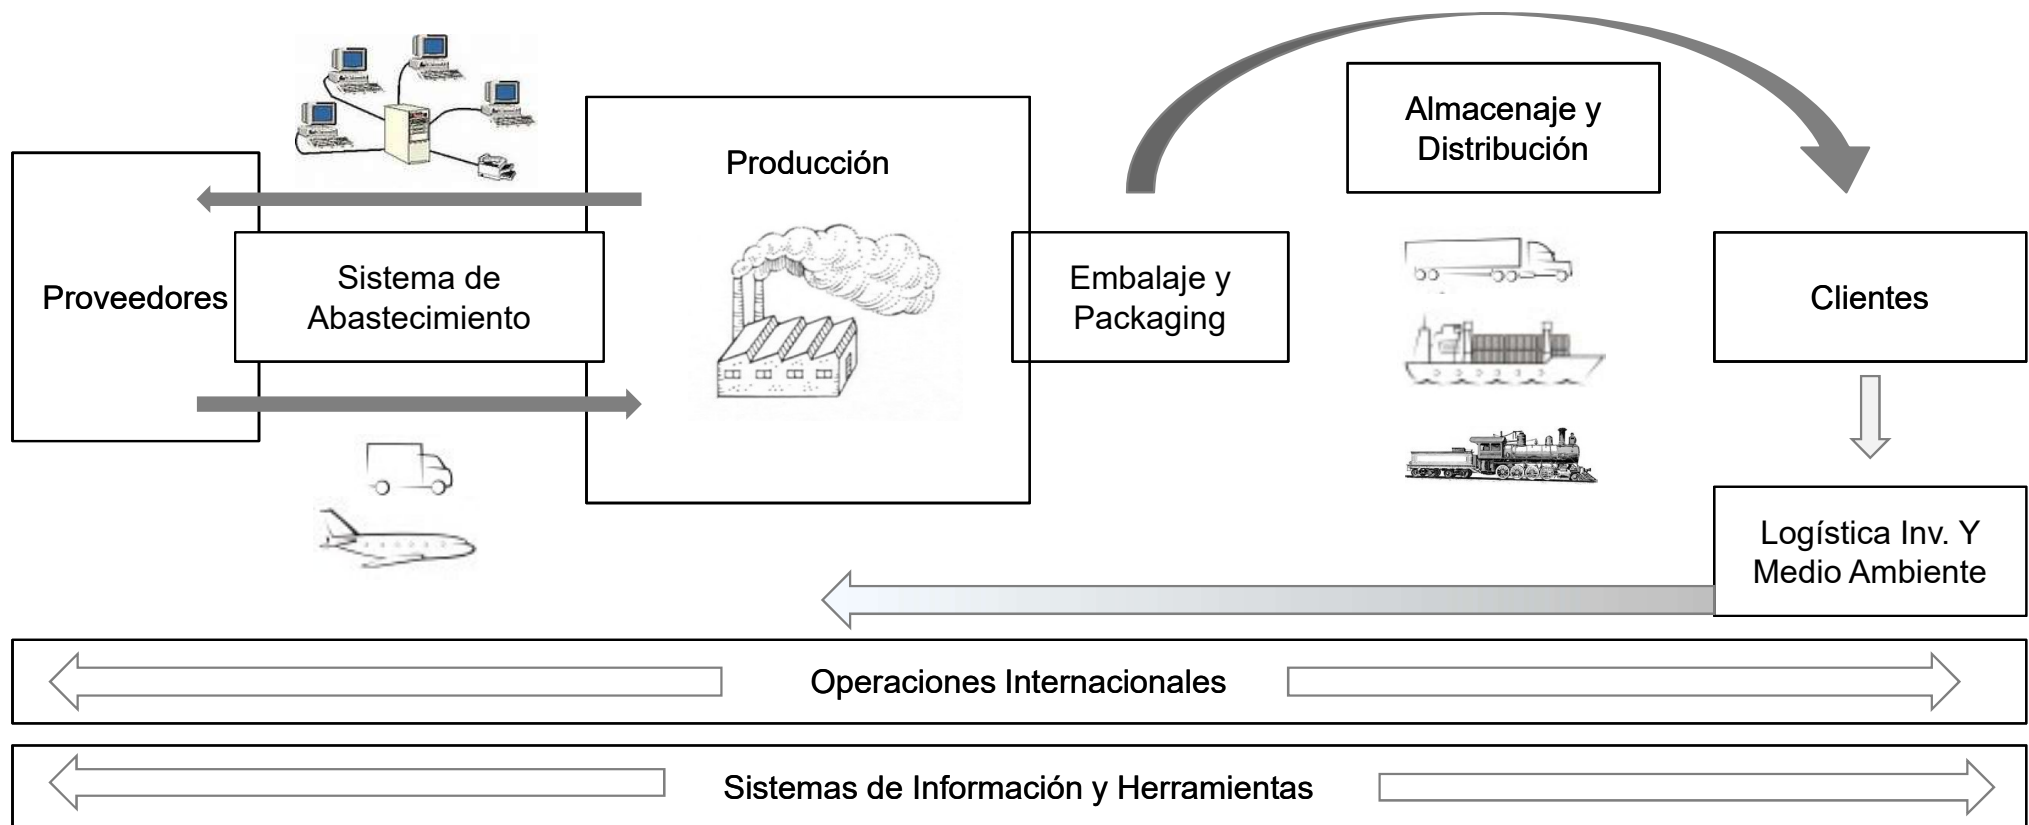 Producción
Almacenaje y
Distribución
Proveedores
Sistema de
Abastecimiento
Embalaje y
Packaging
Clientes
Logística Inv. Y
Medio Ambiente
Operaciones Internacionales
Sistemas de Información y Herramientas